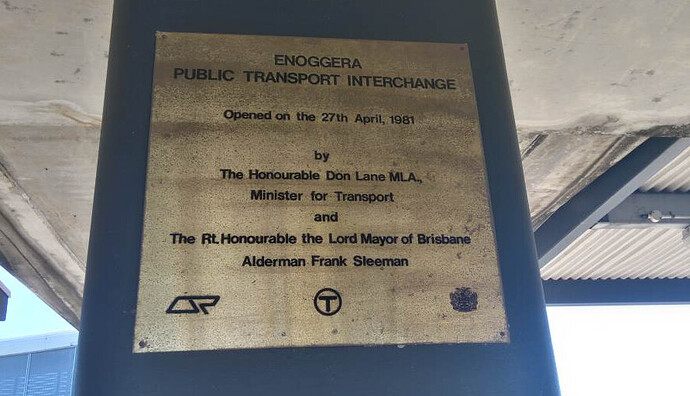 ENOGGERA
PUBLIC TRANSPORT INTERCHANGE
Opened on the 27th April, 1981
by
The Honourable Don Lane MLA.,
Minister for Transport
and
The Rt. Honourable the Lord Mayor of Brisbane
Alderman Frank Sleeman
QR T